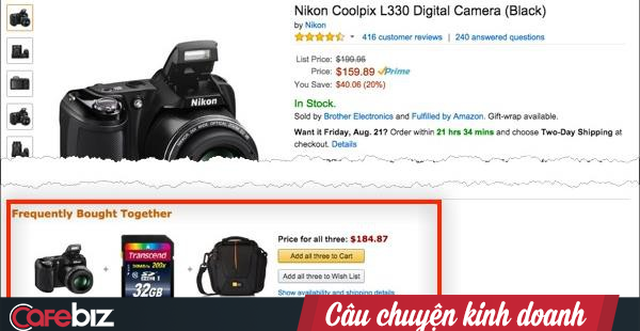 Nikon Coolpix L330 Digital Camera (Black)
by Nikon
416 customer reviews | 240 answered questions
List Price: $199.95
Price: $159.89 Prime
You Save: $40.06 (20%)
In Stock.
Sold by Brother Electronics and Fulfilled by Amazon. Gift-wrap available.
Want it Friday, Aug. 21? Order within 21 hrs 34 mins and choose Two-Day Shipping at
checkout. Details
Nikon
Frequently Bought Together
Price for all three: $184.87
Add all three to Cart
Add all three to Wish List
Show availability and shipping details
Transcend
32GB
CafeBiz
Câu chuyện kinh doanh